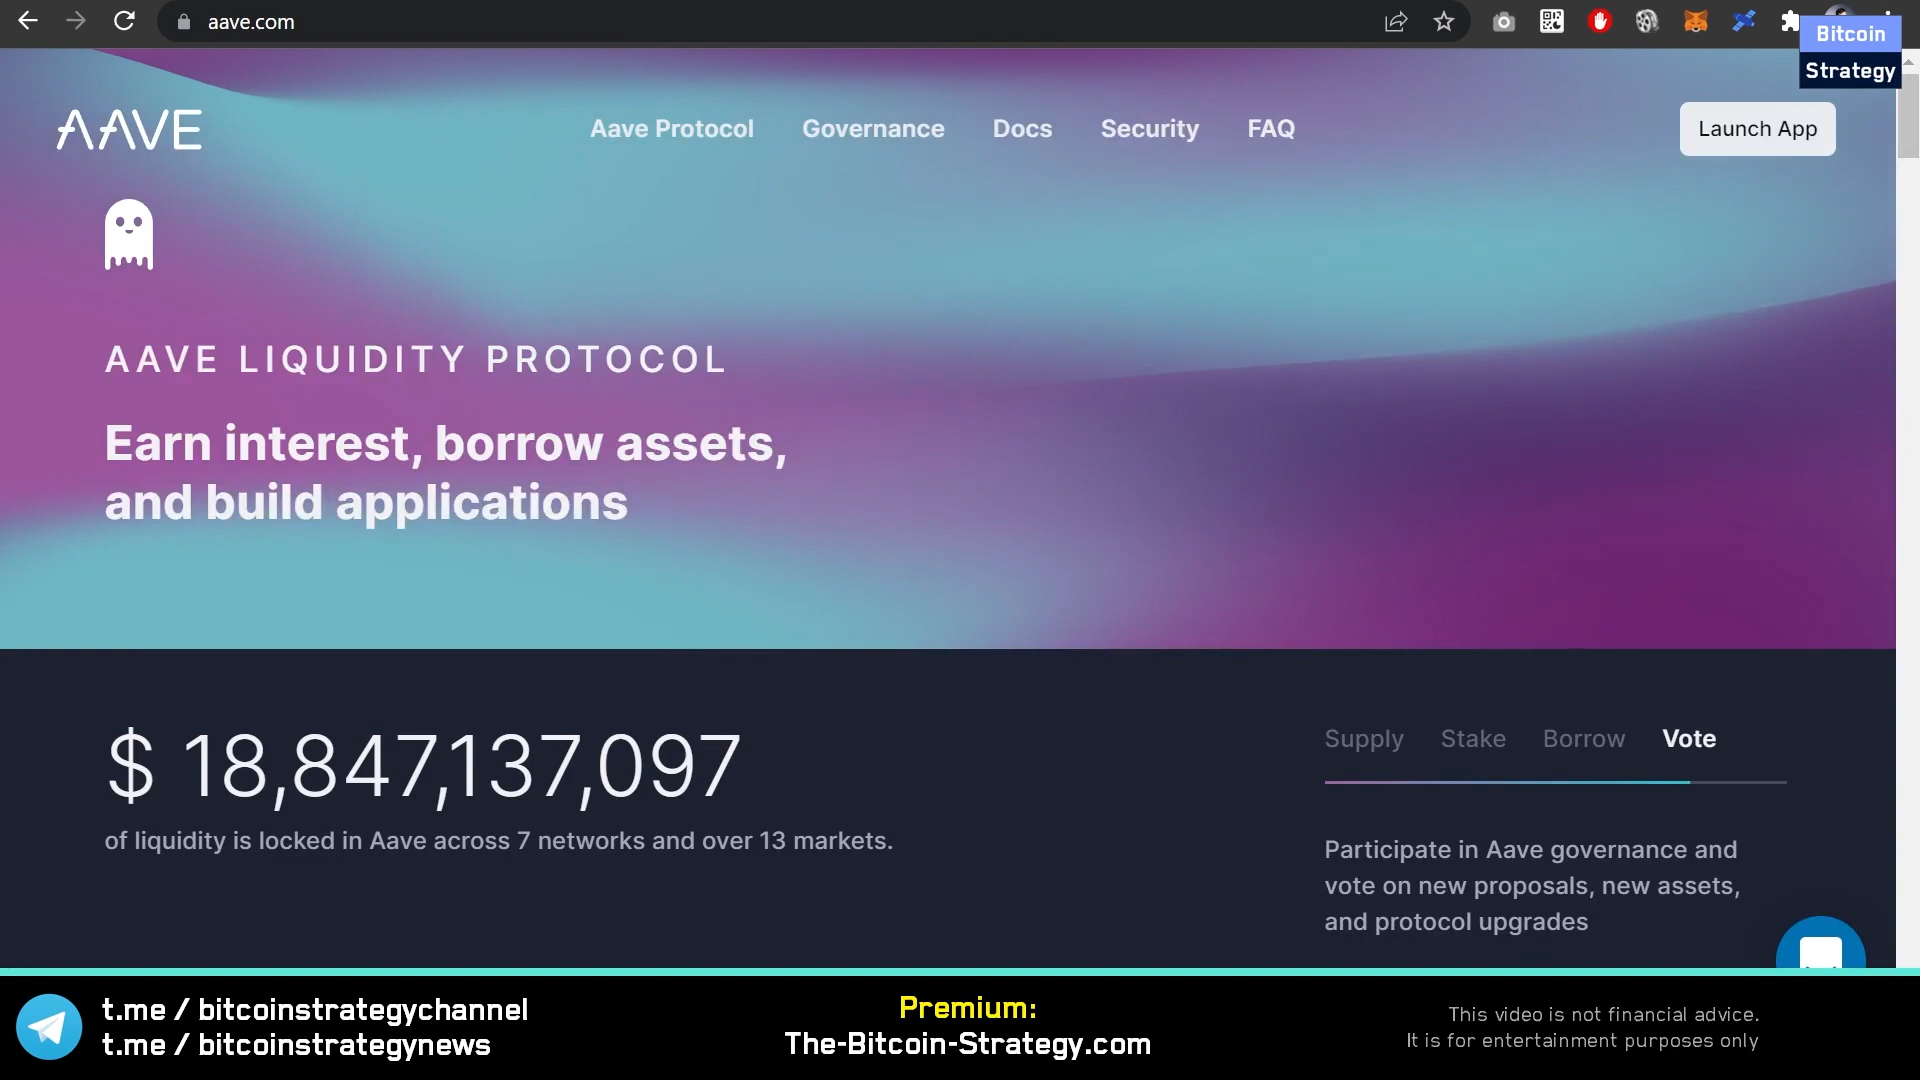 aave.com
Bitcoin
Strategy
AAVE
Aave Protocol
Governance
Docs
Security
FAQ
Launch App
AAVE LIQUIDITY PROTOCOL
Earn interest, borrow assets,
and build applications
$ 18,847,137,097
of liquidity is locked in Aave across 7 networks and over 13 markets.
Supply
Stake
Borrow
Vote
Participate in Aave governance and
vote on new proposals, new assets,
and protocol upgrades
t.me / bitcoinstrategychannel
t.me / bitcoinstrategynews
Premium:
The-Bitcoin-Strategy.com
This video is not financial advice.
It is for entertainment purposes only